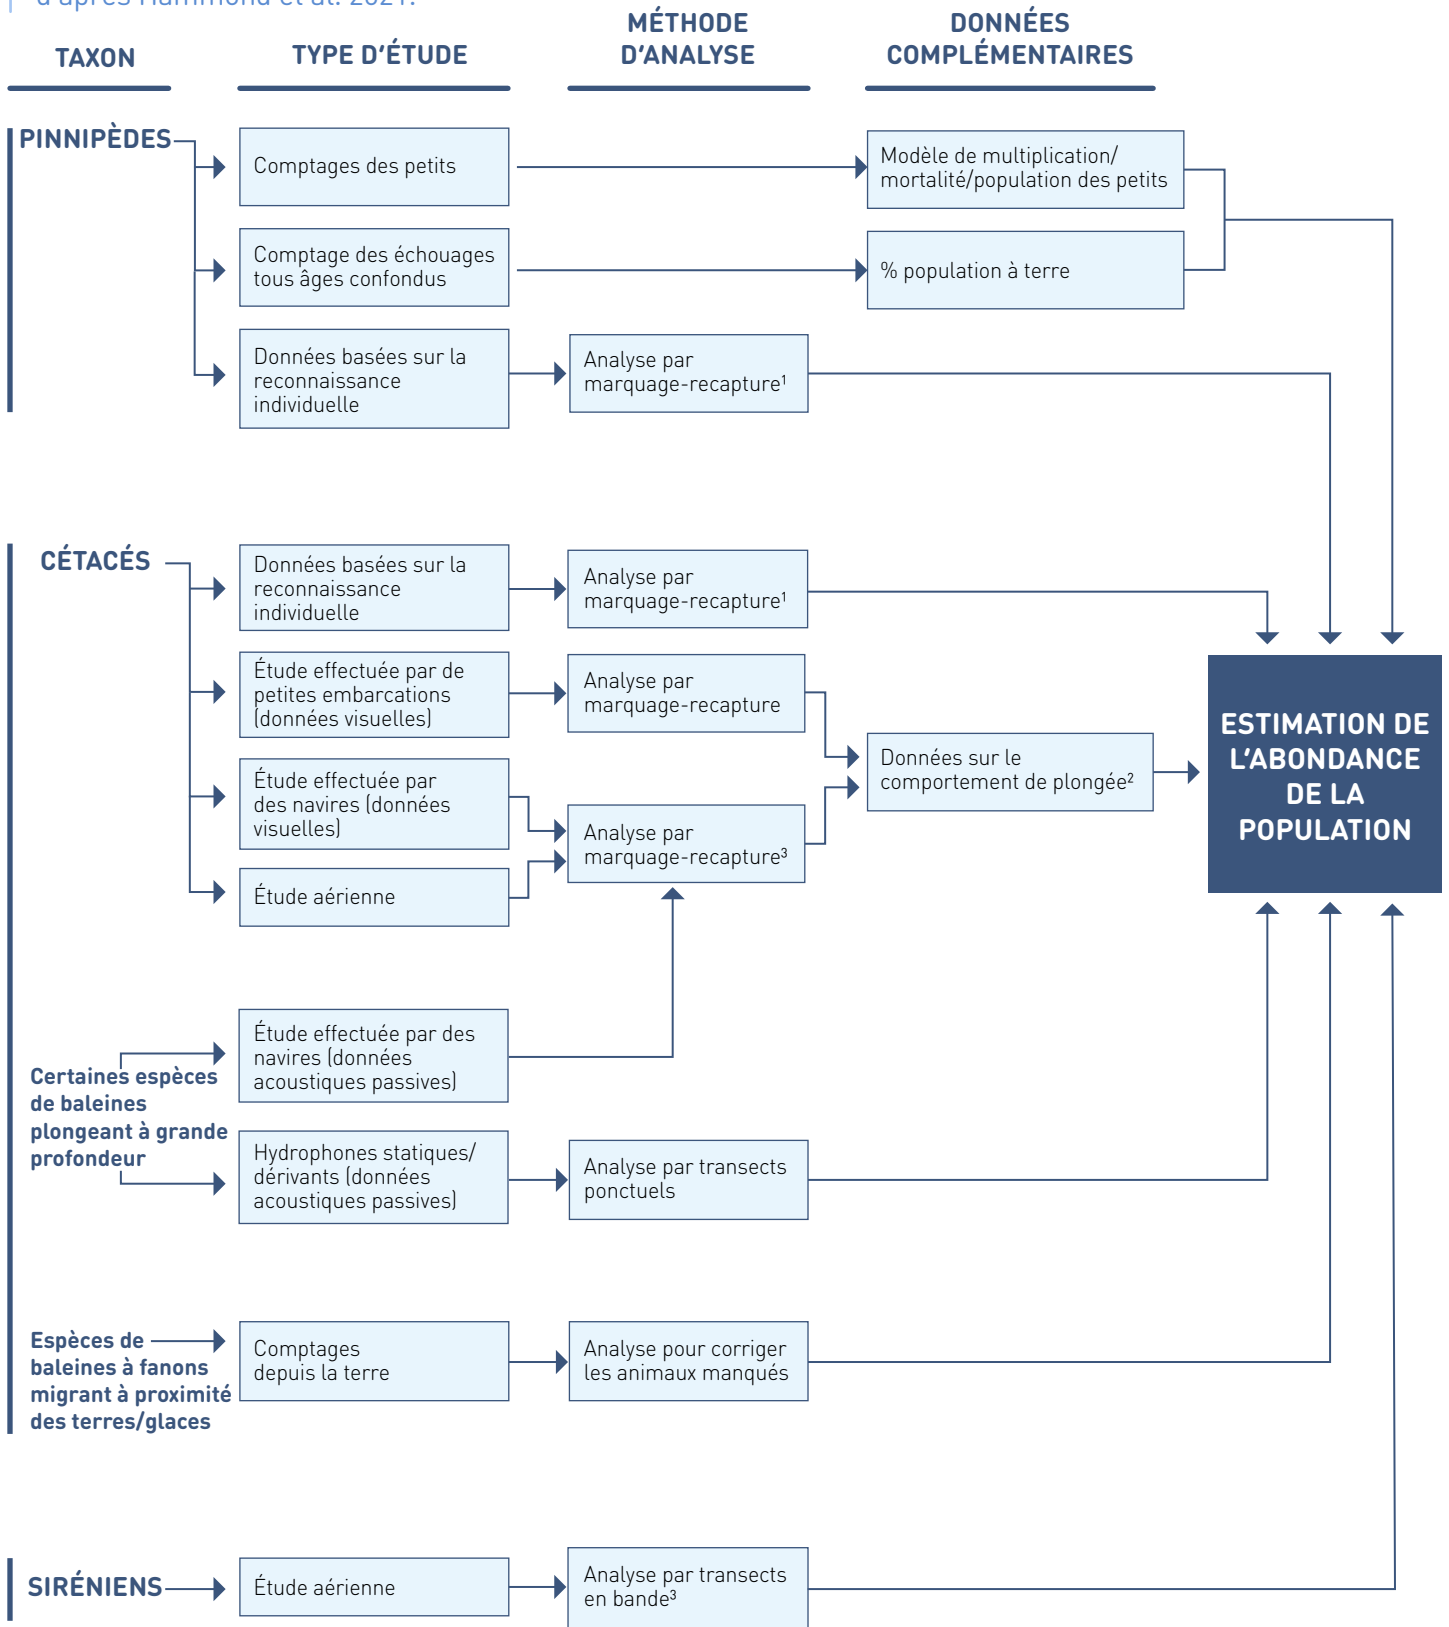 d'après Hammond et al. 2021.
TAXON
TYPE D'ÉTUDE
MÉTHODE
D'ANALYSE
DONNÉES
COMPLÉMENTAIRES
PINNIPÈDES
Comptages des petits
Modèle de multiplication/
mortalité/population des petits
Comptage des échouages
tous âges confondus
% population à terre
Données basées sur la
reconnaissance
individuelle
Analyse par
marquage-recapture¹
CÉTACÉS
Données basées sur la
reconnaissance
individuelle
Analyse par
marquage-recapture¹
Étude effectuée par de
petites embarcations
(données visuelles)
Analyse par
marquage-recapture
Étude effectuée par
des navires (données
visuelles)
Analyse par
marquage-recapture³
Étude aérienne
Données sur le
comportement de plongée²
ESTIMATION DE
L'ABONDANCE
DE LA
POPULATION
Certaines espèces
de baleines
plongeant à grande
profondeur
Étude effectuée par des
navires (données
acoustiques passives)
Hydrophones statiques/
dérivants (données
acoustiques passives)
Analyse par transects
ponctuels
Espèces de
baleines à fanons
migrant à proximité
des terres/glaces
Comptages
depuis la terre
Analyse pour corriger
les animaux manqués
SIRÉNIENS
Étude aérienne
Analyse par transects
en bande³